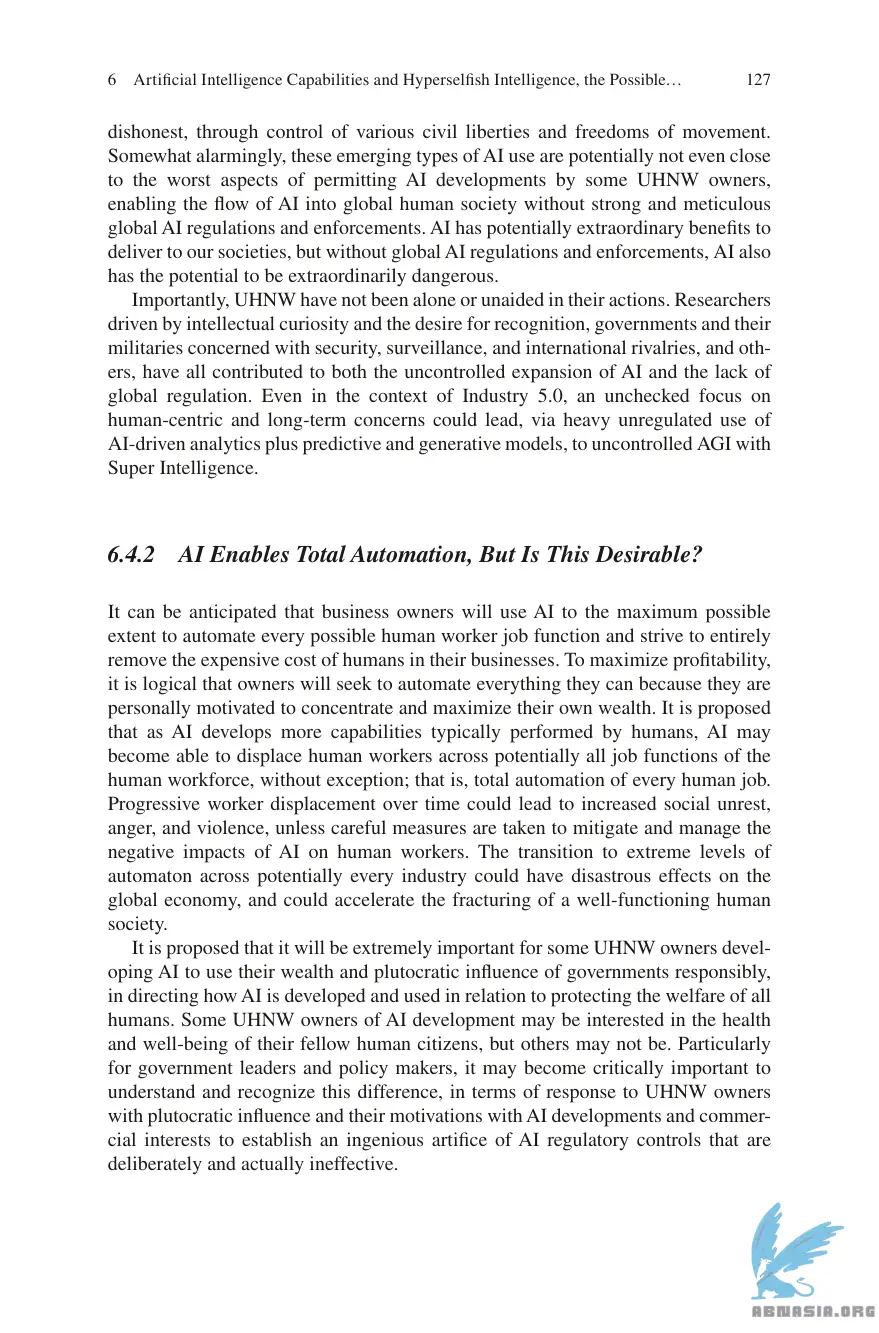 6 Artificial Intelligence Capabilities and Hyperselfish Intelligence, the Possible… 127
dishonest, through control of various civil liberties and freedoms of movement.
Somewhat alarmingly, these emerging types of AI use are potentially not even close
to the worst aspects of permitting AI developments by some UHNW owners,
enabling the flow of AI into global human society without strong and meticulous
global AI regulations and enforcements. AI has potentially extraordinary benefits to
deliver to our societies, but without global AI regulations and enforcements, AI also
has the potential to be extraordinarily dangerous.
Importantly, UHNW have not been alone or unaided in their actions. Researchers
driven by intellectual curiosity and the desire for recognition, governments and their
militaries concerned with security, surveillance, and international rivalries, and oth-
ers, have all contributed to both the uncontrolled expansion of AI and the lack of
global regulation. Even in the context of Industry 5.0, an unchecked focus on
human-centric and long-term concerns could lead, via heavy unregulated use of
AI-driven analytics plus predictive and generative models, to uncontrolled AGI with
Super Intelligence.
6.4.2 AI Enables Total Automation, But Is This Desirable?
It can be anticipated that business owners will use AI to the maximum possible
extent to automate every possible human worker job function and strive to entirely
remove the expensive cost of humans in their businesses. To maximize profitability,
it is logical that owners will seek to automate everything they can because they are
personally motivated to concentrate and maximize their own wealth. It is proposed
that as AI develops more capabilities typically performed by humans, AI may
become able to displace human workers across potentially all job functions of the
human workforce, without exception; that is, total automation of every human job.
Progressive worker displacement over time could lead to increased social unrest,
anger, and violence, unless careful measures are taken to mitigate and manage the
negative impacts of AI on human workers. The transition to extreme levels of
automaton across potentially every industry could have disastrous effects on the
global economy, and could accelerate the fracturing of a well-functioning human
society.
It is proposed that it will be extremely important for some UHNW owners devel-
oping AI to use their wealth and plutocratic influence of governments responsibly,
in directing how AI is developed and used in relation to protecting the welfare of all
humans. Some UHNW owners of AI development may be interested in the health
and well-being of their fellow human citizens, but others may not be. Particularly
for government leaders and policy makers, it may become critically important to
understand and recognize this difference, in terms of response to UHNW owners
with plutocratic influence and their motivations with AI developments and commer-
cial interests to establish an ingenious artifice of AI regulatory controls that are
deliberately and actually ineffective.
ABNASIA.ORG